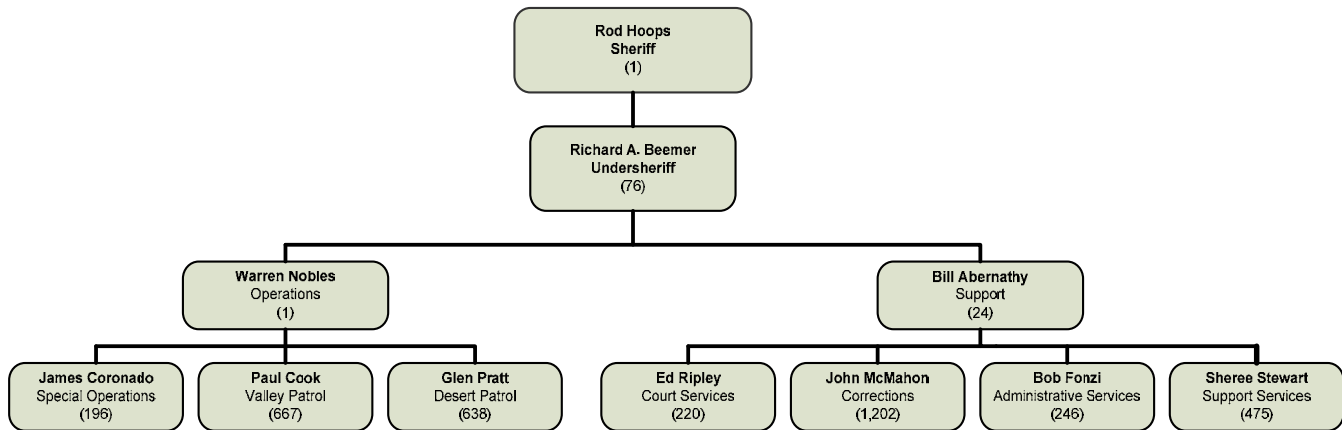 Rod Hoops
Sheriff
(1)
Richard A. Beemer
Undersheriff
(76)
Warren Nobles
Operations
(1)
Bill Abernathy
Support
(24)
James Coronado
Special Operations
(196)
Paul Cook
Valley Patrol
(667)
Glen Pratt
Desert Patrol
(638)
Ed Ripley
Court Services
(220)
John McMahon
Corrections
(1,202)
Bob Fonzi
Administrative Services
(246)
Sheree Stewart
Support Services
(475)